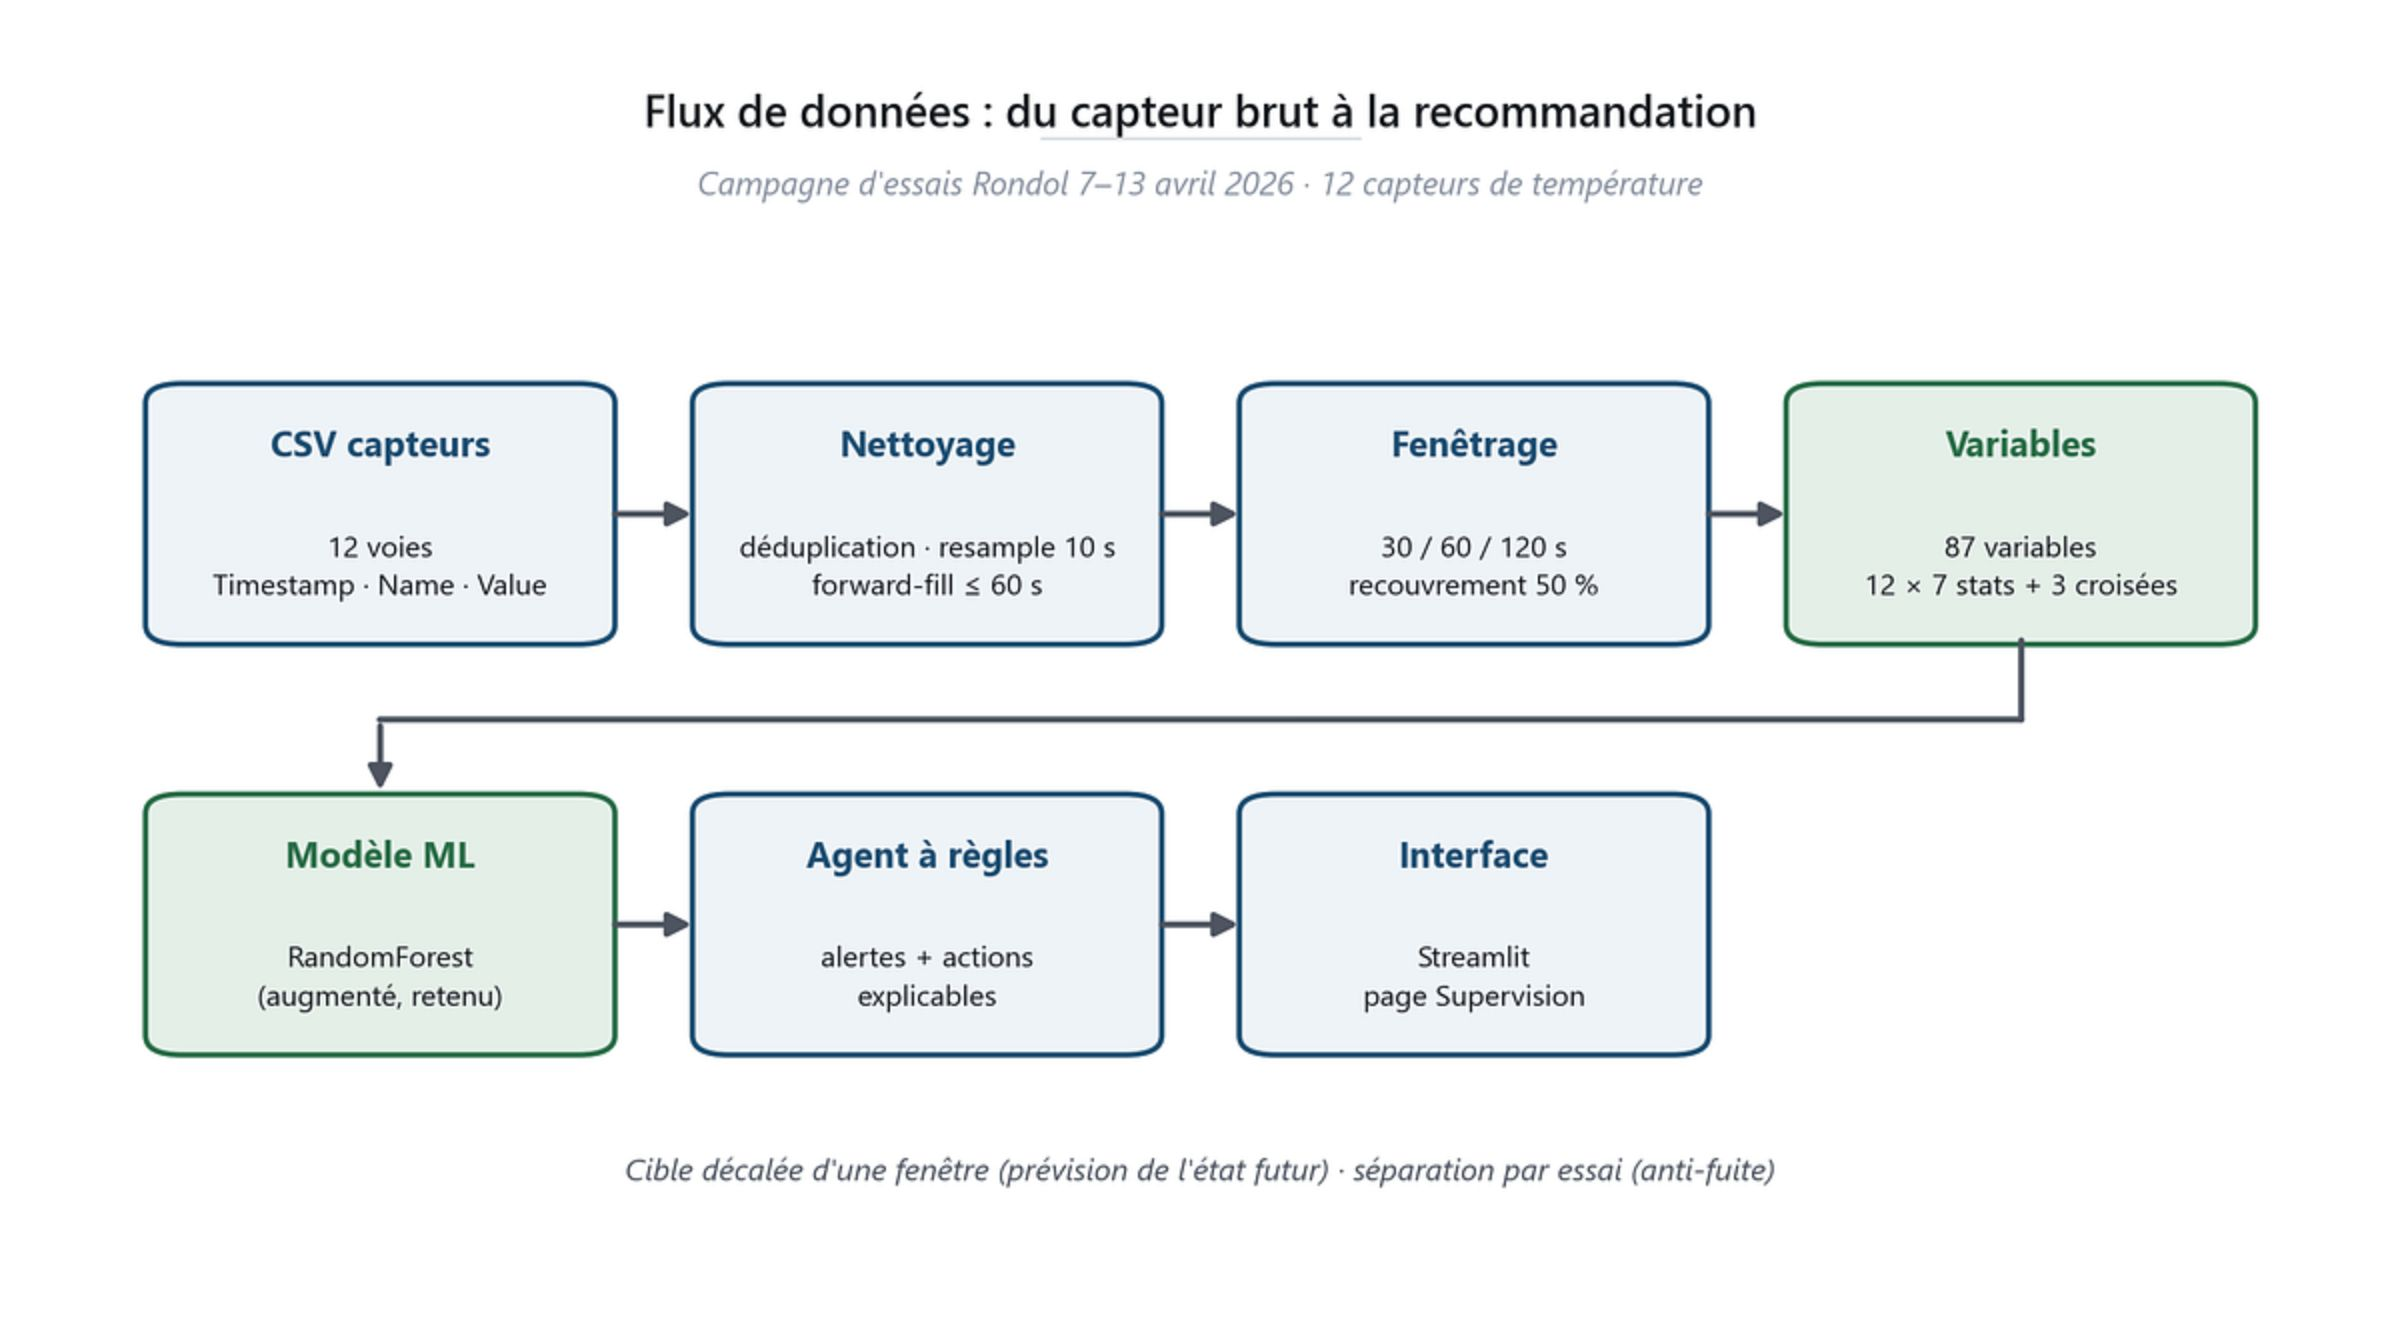 Flux de données : du capteur brut à la recommandation
Campagne d'essais Rondol 7–13 avril 2026 · 12 capteurs de température
CSV capteurs
12 voies
Timestamp · Name · Value
Nettoyage
déduplication · resample 10 s
forward-fill ≤ 60 s
Fenêtrage
30 / 60 / 120 s
recouvrement 50 %
Variables
87 variables
12 × 7 stats + 3 croisées
Modèle ML
RandomForest
(augmenté, retenu)
Agent à règles
alertes + actions
explicables
Interface
Streamlit
page Supervision
Cible décalée d'une fenêtre (prévision de l'état futur) · séparation par essai (anti-fuite)